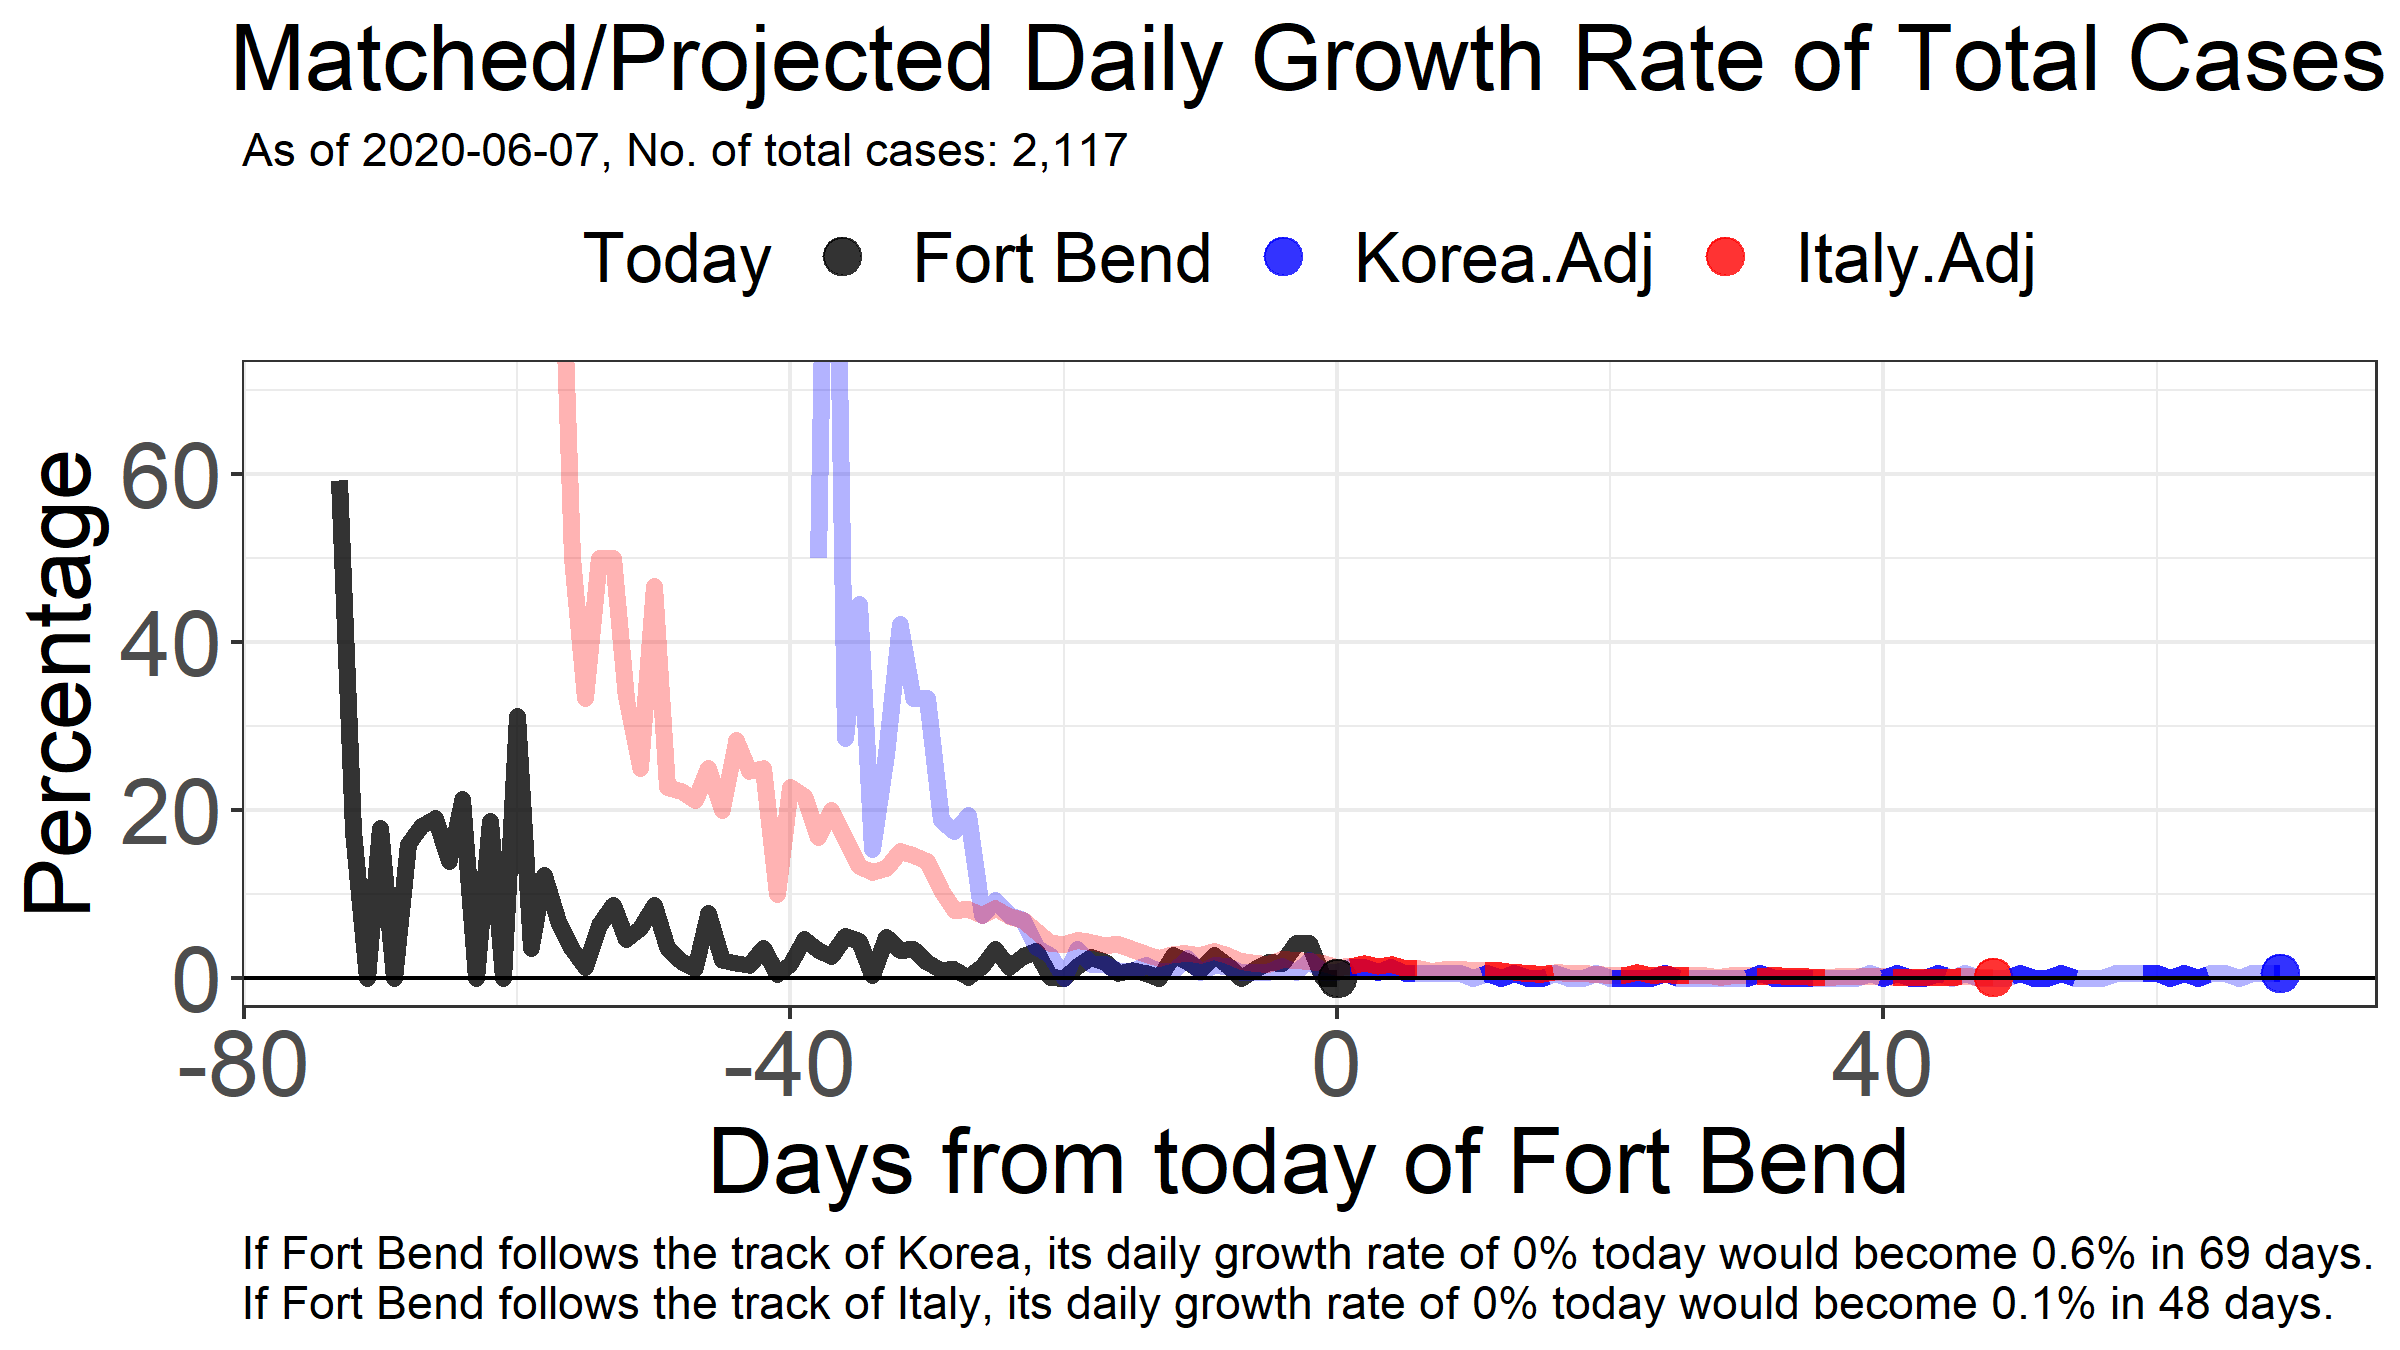 Matched/Projected Daily Growth Rate of Total Cases
As of 2020-06-07, No. of total cases: 2,117
Today Fort Bend Korea.Adj Italy.Adj
Percentage
60
40
20
0
-80 -40 0 40
Days from today of Fort Bend
If Fort Bend follows the track of Korea, its daily growth rate of 0% today would become 0.6% in 69 days.
If Fort Bend follows the track of Italy, its daily growth rate of 0% today would become 0.1% in 48 days.